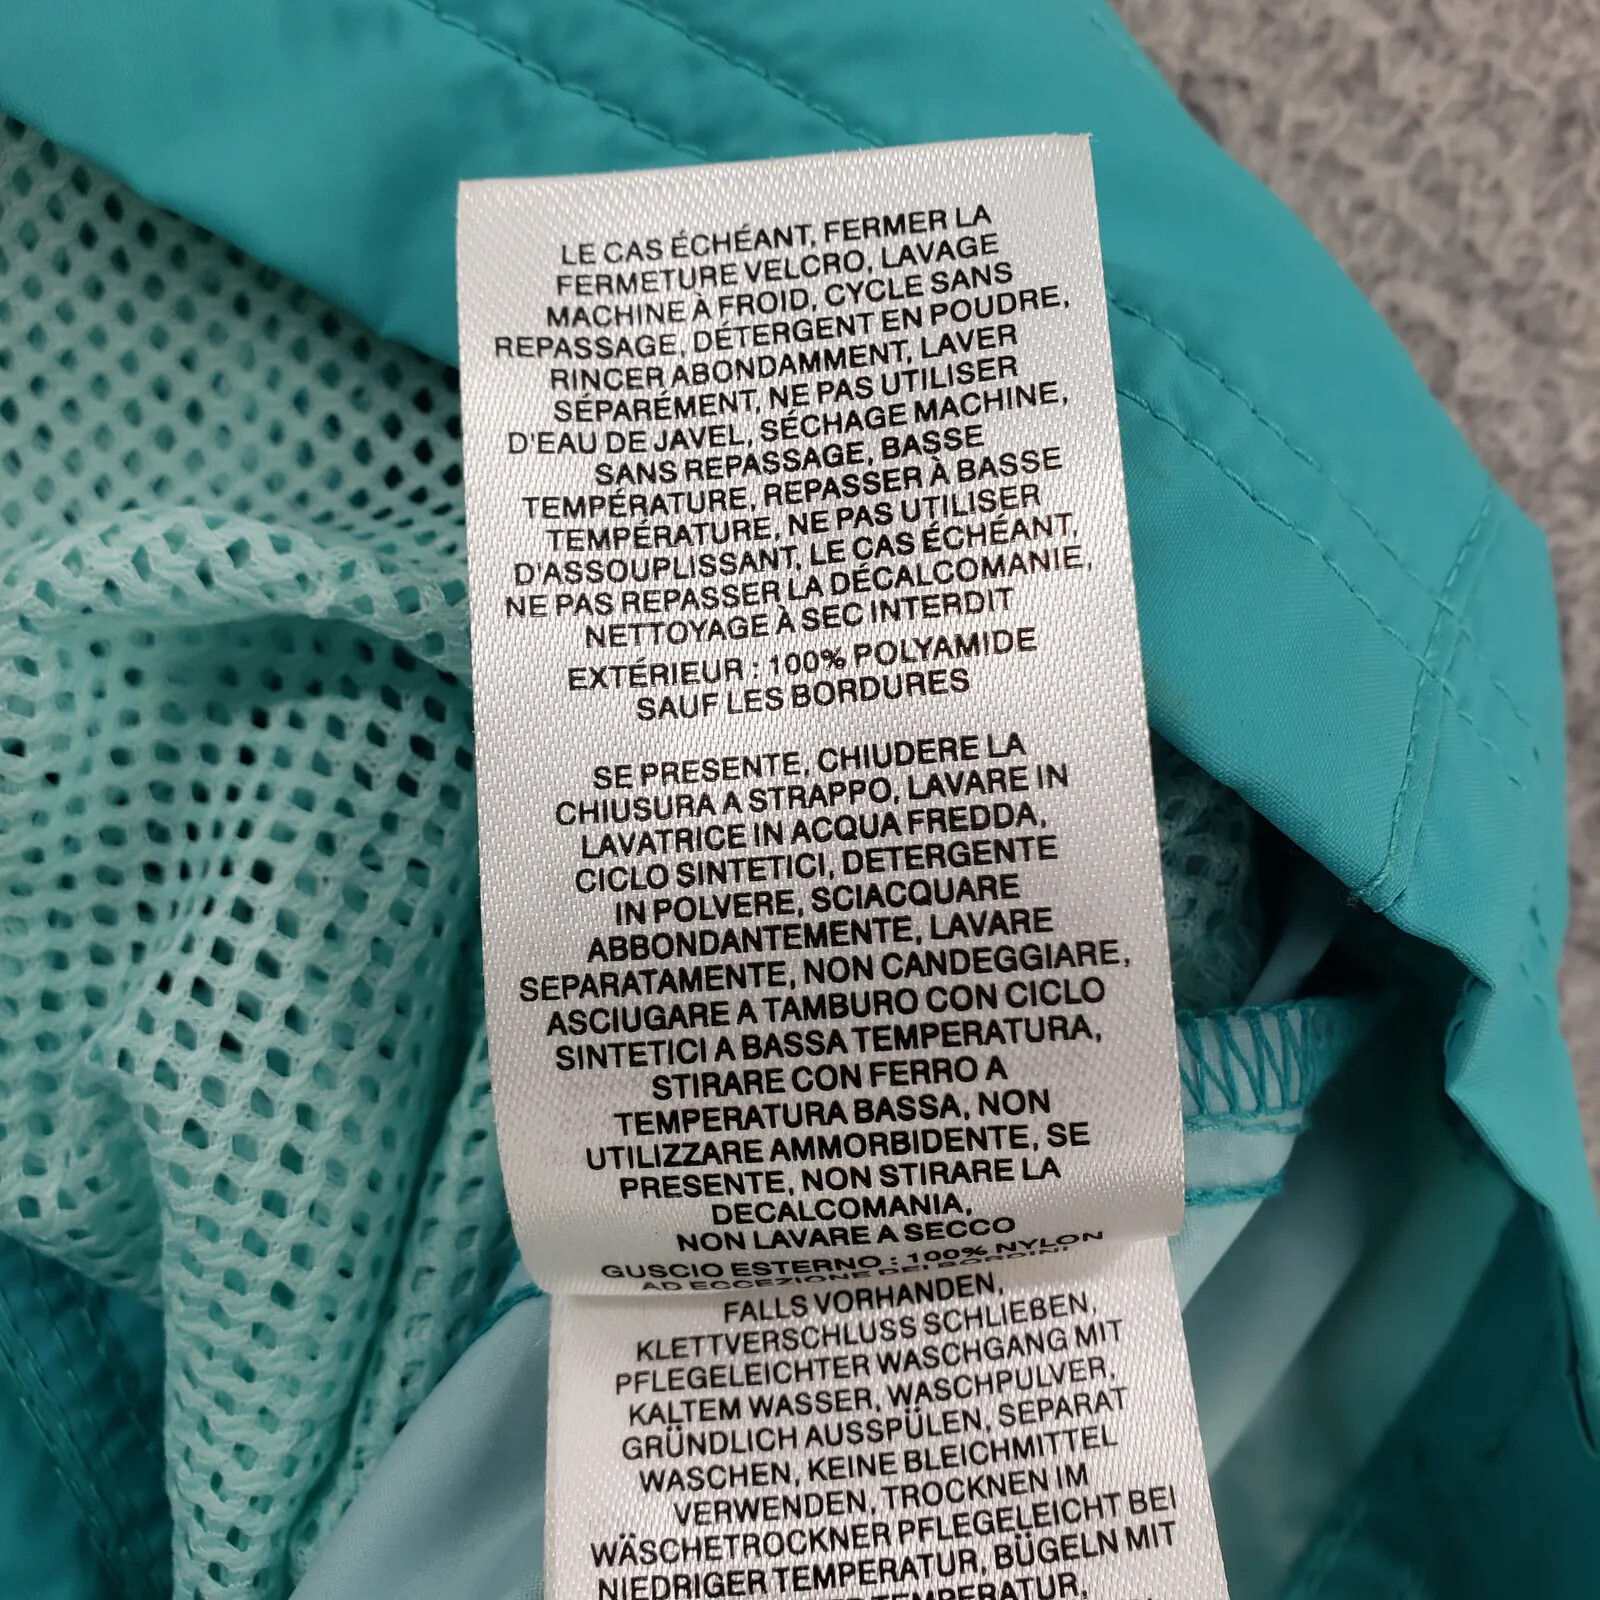 LE CAS ÉCHÉANT, FERMER LA
FERMETURE VELCRO, LAVAGE
MACHINE À FROID, CYCLE SANS
REPASSAGE, DÉTERGENT EN POUDRE,
RINCER ABONDAMMENT, LAVER
SÉPARÉMENT, NE PAS UTILISER
D'EAU DE JAVEL, SÉCHAGE MACHINE,
SANS REPASSAGE, BASSE
TEMPÉRATURE, REPASSER À BASSE
TEMPÉRATURE, NE PAS UTILISER
D'ASSOUPLISSANT, LE CAS ÉCHÉANT,
NE PAS REPASSER LA DÉCALCOMANIE,
NETTOYAGE À SEC INTERDIT
EXTÉRIEUR : 100% POLYAMIDE
SAUF LES BORDURES
SE PRESENTE, CHIUDERE LA
CHIUSURA A STRAPPO, LAVARE IN
LAVATRICE IN ACQUA FREDDA,
CICLO SINTETICI, DETERGENTE
IN POLVERE, SCIACQUARE
ABBONDANTEMENTE, LAVARE
SEPARATAMENTE, NON CANDEGGIARE,
ASCIUGARE A TAMBURO CON CICLO
SINTETICI A BASSA TEMPERATURA,
STIRARE CON FERRO A
TEMPERATURA BASSA, NON
UTILIZZARE AMMORBIDENTE, SE
PRESENTE, NON STIRARE LA
DECALCOMANIA,
NON LAVARE A SECCO
GUSCIO ESTERNO : 100% NYLON
AD ECCEZIONE DEI BORDINI
FALLS VORHANDEN,
KLETTVERSCHLUSS SCHLIEßEN,
PFLEGELEICHTER WASCHGANG MIT
KALTEM WASSER, WASCHPULVER,
GRÜNDLICH AUSSPÜLEN, SEPARAT
WASCHEN, KEINE BLEICHMITTEL
VERWENDEN, TROCKNEN IM
WÄSCHETROCKNER PFLEGELEICHT BEI
NIEDRIGER TEMPERATUR, BÜGELN MIT
TEMPERATUR,